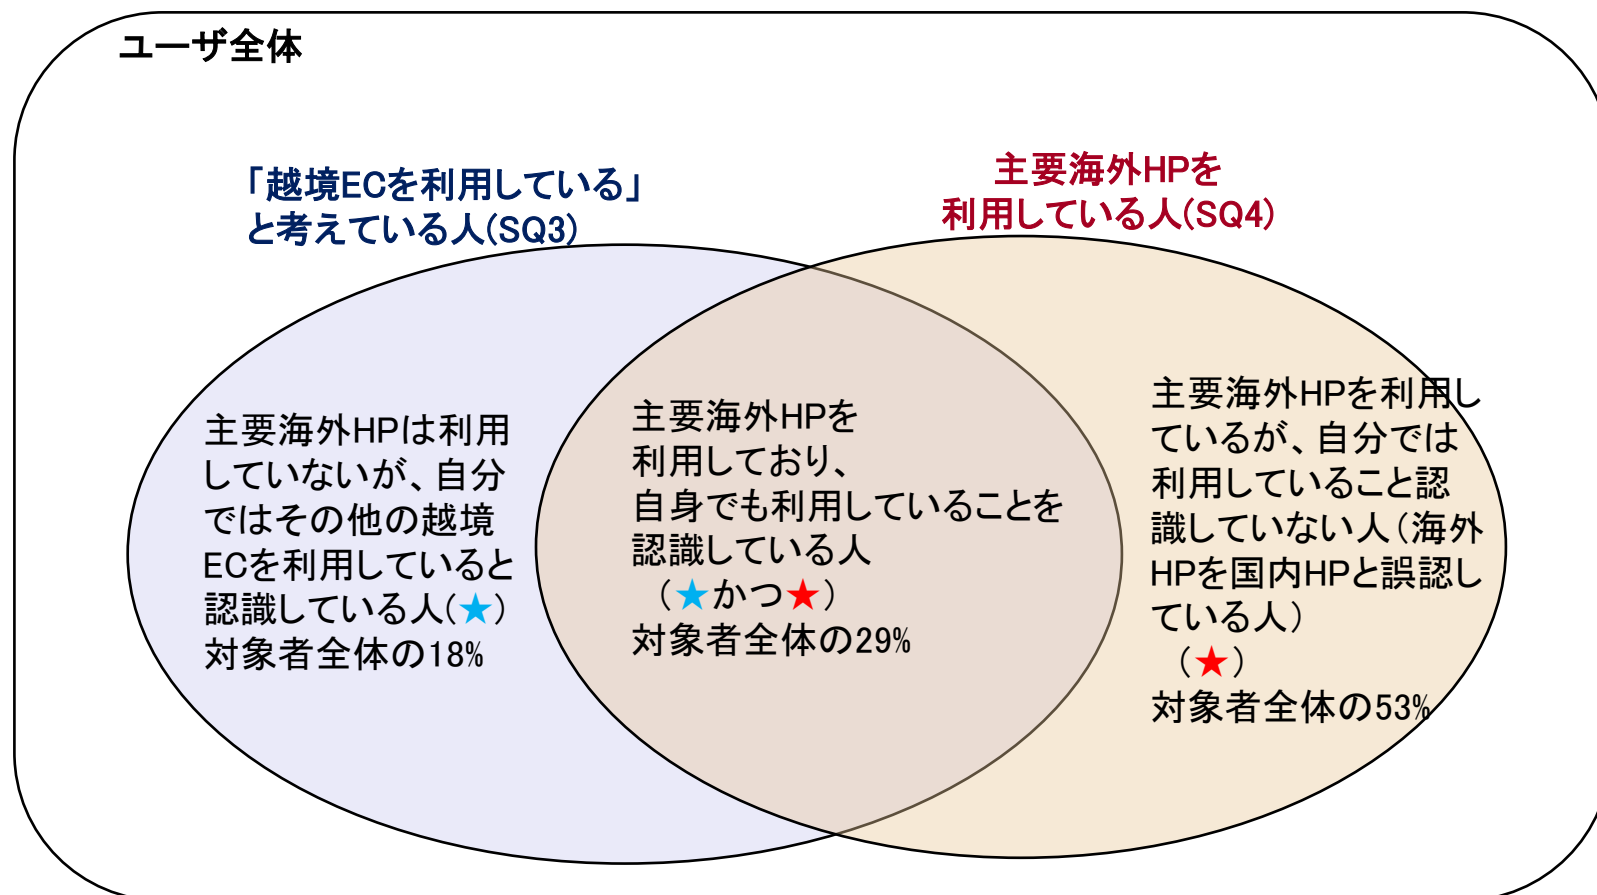 ユーザ全体
「越境ECを利用している」
と考えている人(SQ3)
主要海外HPを
利用している人(SQ4)
主要海外HPは利用
していないが、自分
ではその他の越境
ECを利用していると
認識している人(★)
対象者全体の18%
主要海外HPを
利用しており、
自身でも利用していることを
認識している人
（★かつ★）
対象者全体の29%
主要海外HPを利用し
ているが、自分では
利用していること認
識していない人（海外
HPを国内HPと誤認し
ている人）
（★）
対象者全体の53%